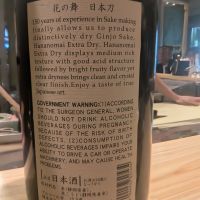 花の舞 日本刀
150 years of experience in Sake making
finally allows us to produce
distinctively dry Ginjo Sake,
Hananomai Extra Dry. Hananomai
Extra Dry displays medium rich
texture with good acid structure
followed by bright fruity flavor yet
extra dryness brings clean and crystal
clear finish. Enjoy a taste of true
Japanese art.
GOVERNMENT WARNING: (1)ACCORDING
TO THE SURGEON GENERAL, WOMEN
SHOULD NOT DRINK ALCOHOLIC
BEVERAGES DURING PREGNANCY
BECAUSE OF THE RISK OF BIRTH
DEFECTS. (2)CONSUMPTION OF
ALCOHOLIC BEVERAGES IMPAIRS YOUR
ABILITY TO DRIVE A CAR OR OPERATE
MACHINERY, AND MAY CAUSE HEALTH
PROBLEMS.
日本酒